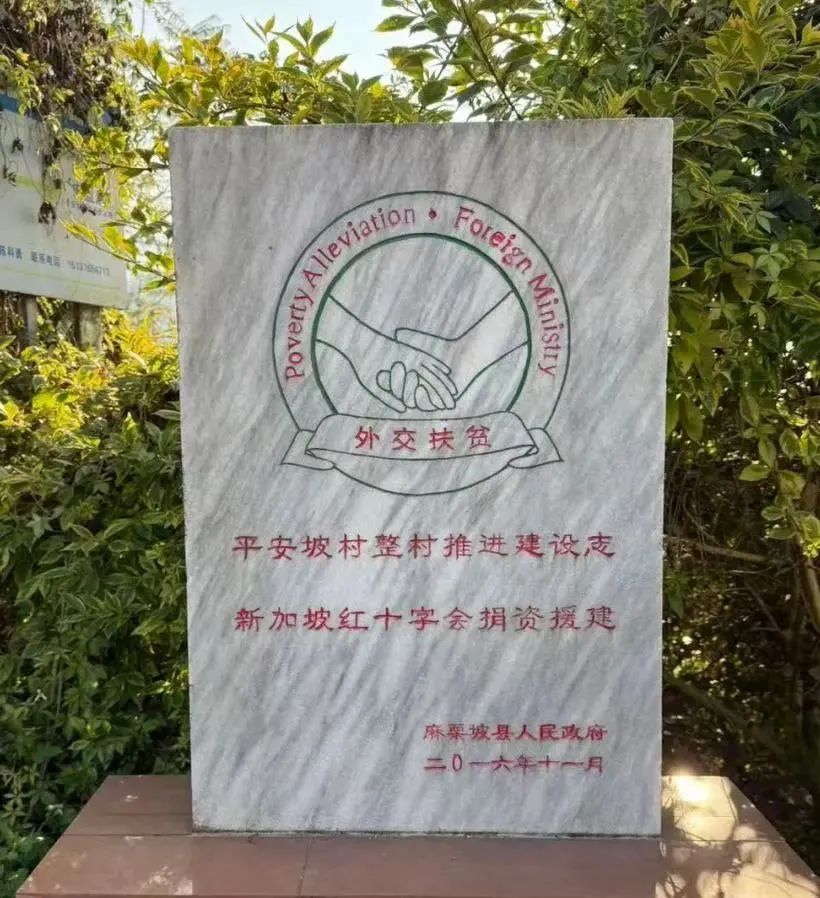 Poverty Alleviation · Foreign Ministry
外交扶贫
平安坡村整村推进建设志
新加坡红十字会捐资援建
麻栗坡县人民政府
二0一六年十一月